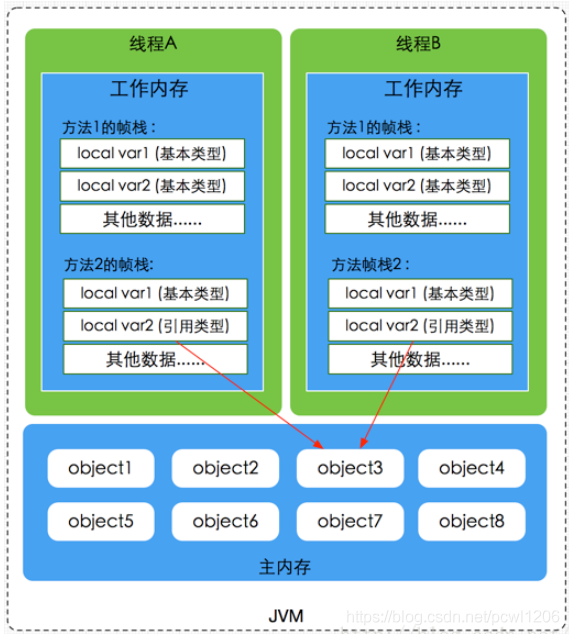 线程A
工作内存
方法1的帧栈：
local var1 (基本类型)
local var2 (基本类型)
其他数据......
方法2的帧栈:
local var1 (基本类型)
local var2 (引用类型)
其他数据......
线程B
工作内存
方法1的帧栈：
local var1 (基本类型)
local var2 (基本类型)
其他数据......
方法帧栈2：
local var1 (基本类型)
local var2 (引用类型)
其他数据......
object1
object2
object3
object4
object5
object6
object7
object8
主内存
JVM
https://blog.csdn.net/pcwl1206